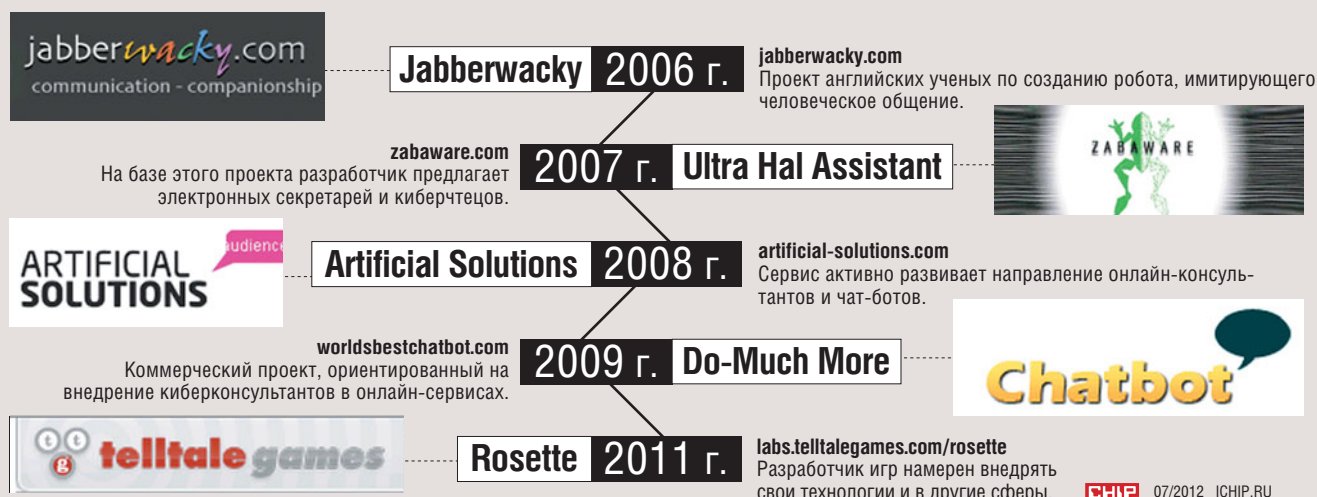 jabberwacky.com
communication - companionship
Jabberwacky 2006 г.
jabberwacky.com
Проект английских ученых по созданию робота, имитирующего
человеческое общение.
zabaware.com
На базе этого проекта разработчик предлагает
электронных секретарей и киберчтецов.
2007 г. Ultra Hal Assistant
ZABAWARE
ARTIFICIAL
SOLUTIONS
audience
Artificial Solutions 2008 г.
artificial-solutions.com
Сервис активно развивает направление онлайн-консуль-
тантов и чат-ботов.
worldsbestchatbot.com
Коммерческий проект, ориентированный на
внедрение киберконсультантов в онлайн-сервисах.
2009 г. Do-Much More
Chatbot
ttg telltale games
Rosette 2011 г.
labs.telltalegames.com/rosette
Разработчик игр намерен внедрять
свои технологии и в другие сферы
CHIP 07/2012 ICHIP.RU